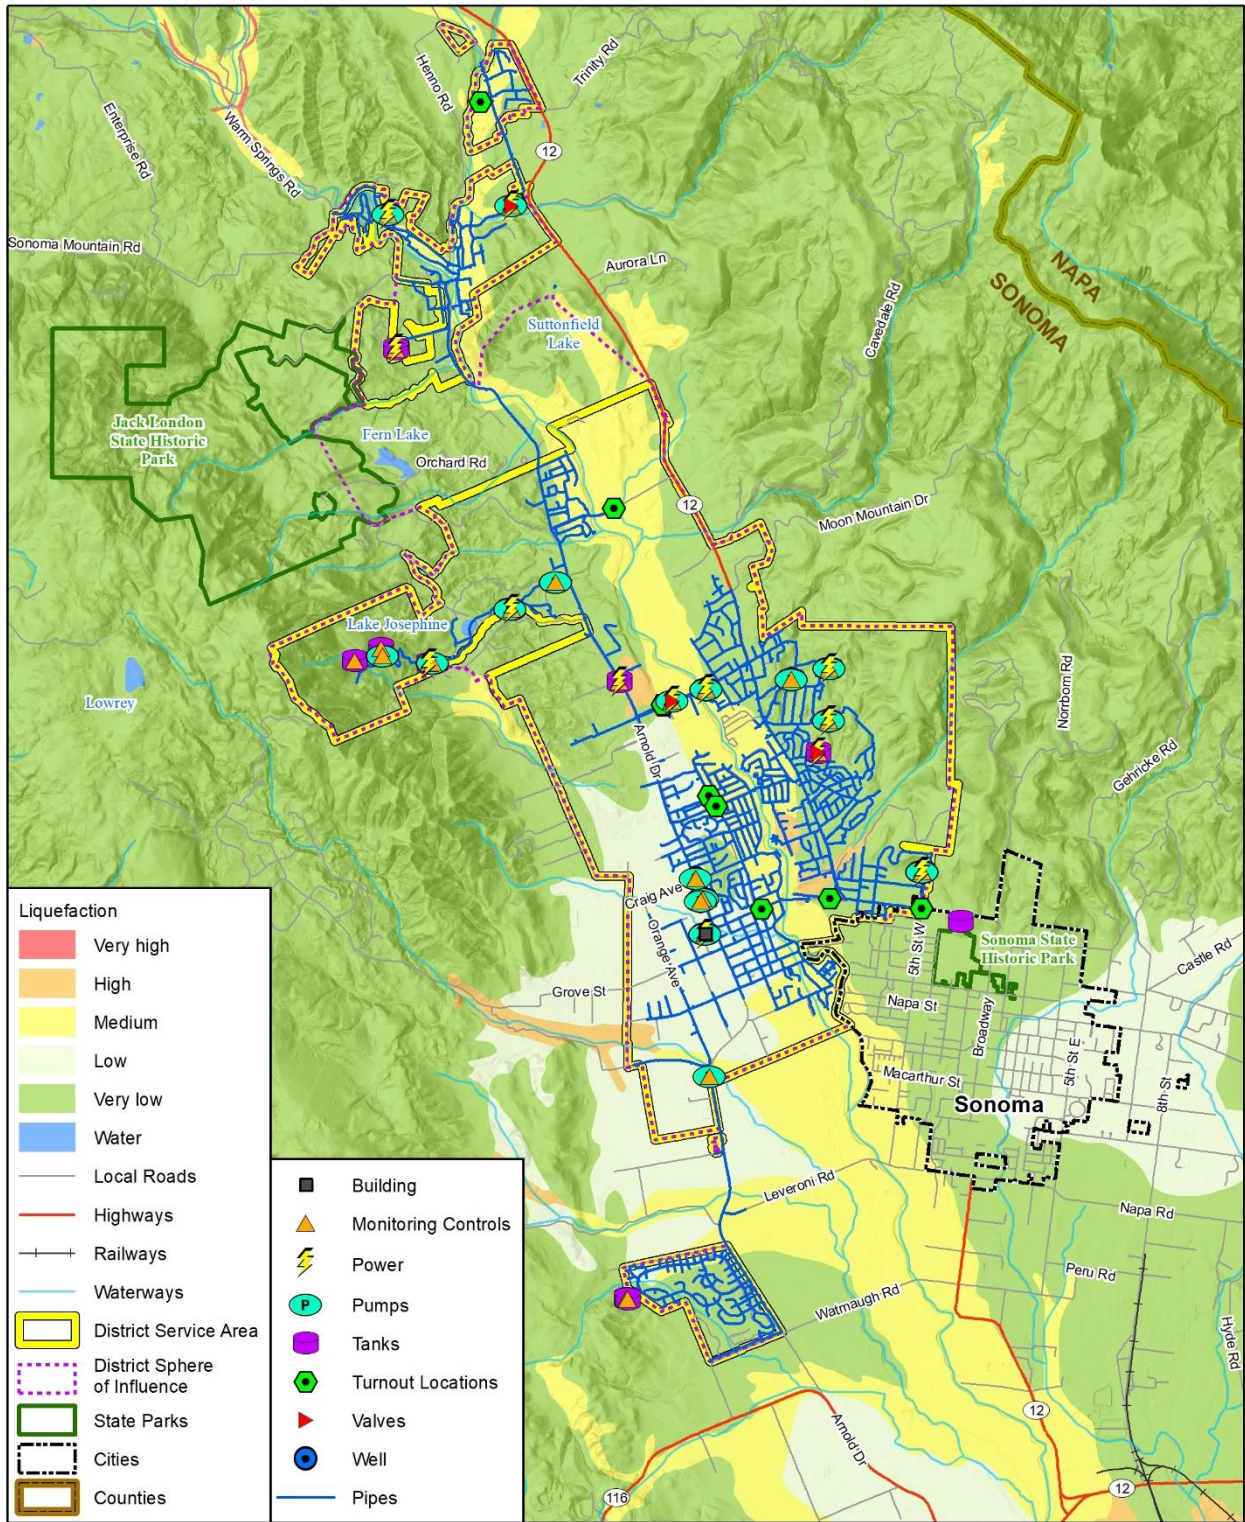 Henno Rd
Trinity Rd
Enterprise Rd
Warm Springs Rd
12
Sonoma Mountain Rd
Aurora Ln
NAPA
SONOMA
Cavedale Rd
Suttonfield
Lake
Jack London
State Historic
Park
Fern Lake
Orchard Rd
12
Moon Mountain Dr
Lake Josephine
Lowrey
Norrbom Rd
Gehricke Rd
Arnold Dr
Craig Ave
Orange Ave
5th St W
Sonoma State
Historic Park
Castle Rd
Grove St
Napa St
Broadway
5th St E
Macarthur St
8th St
Sonoma
Leveroni Rd
Napa Rd
Peru Rd
Watmaugh Rd
Hyde Rd
12
Arnold Dr
116
12
Liquefaction
Very high
High
Medium
Low
Very low
Water
Local Roads
Highways
Railways
Waterways
District Service Area
District Sphere
of Influence
State Parks
Cities
Counties
Building
Monitoring Controls
Power
P
Pumps
Tanks
Turnout Locations
Valves
Well
Pipes